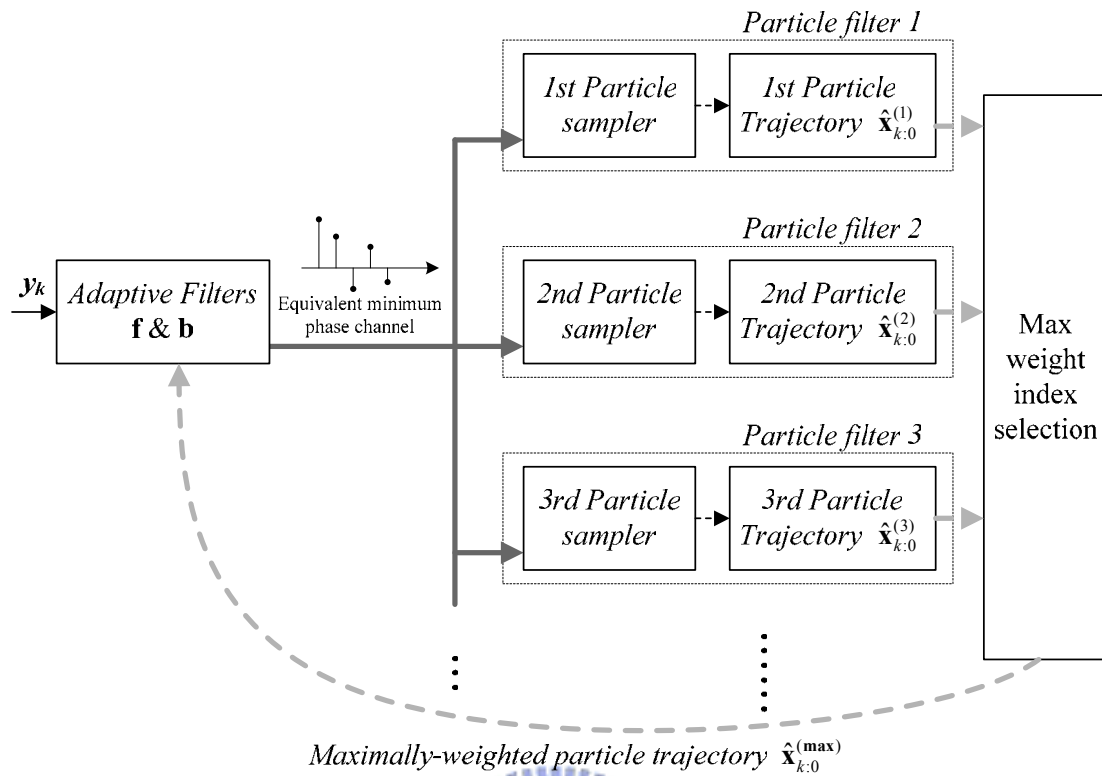 Particle filter 1
1st Particle
sampler
1st Particle
Trajectory x̂_{k:0}^{(1)}
Particle filter 2
y_k
Adaptive Filters
f & b
Equivalent minimum
phase channel
2nd Particle
sampler
2nd Particle
Trajectory x̂_{k:0}^{(2)}
Max
weight
index
selection
Particle filter 3
3rd Particle
sampler
3rd Particle
Trajectory x̂_{k:0}^{(3)}
Maximally-weighted particle trajectory x̂_{k:0}^{(max)}